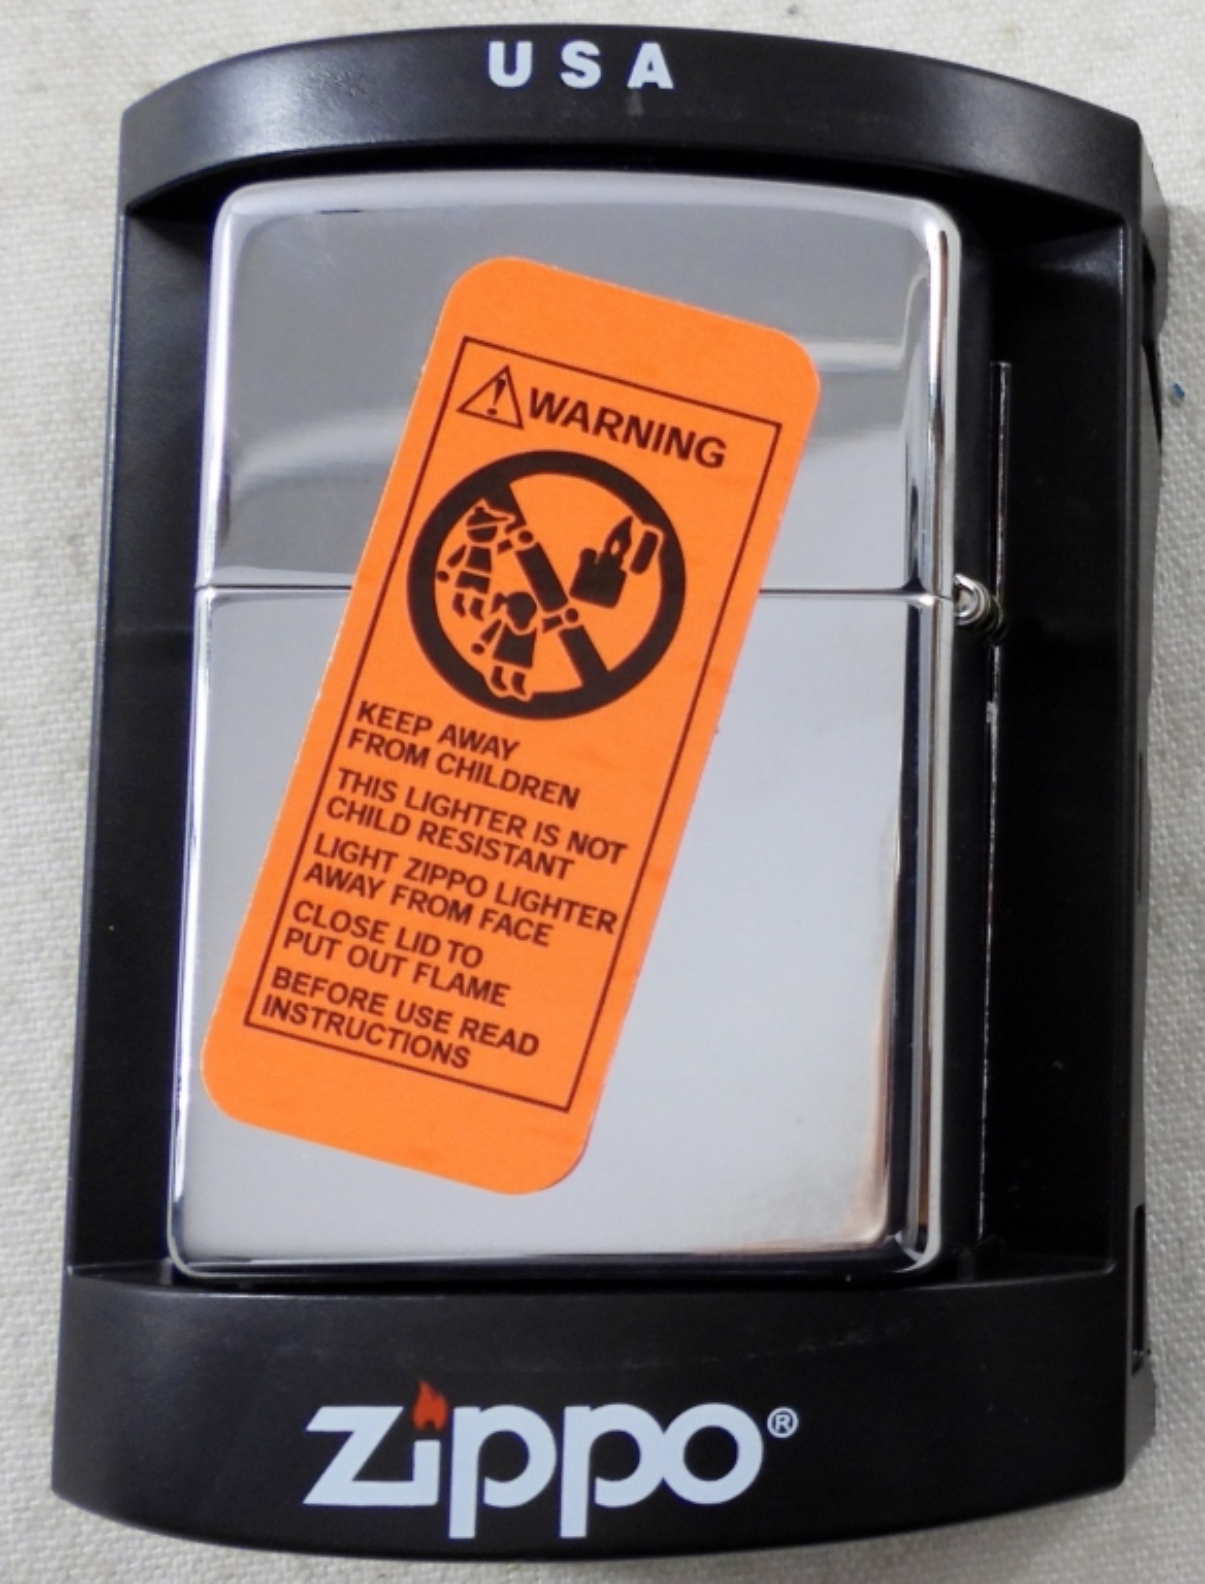 USA
WARNING
KEEP AWAY
FROM CHILDREN
THIS LIGHTER IS NOT
CHILD RESISTANT
LIGHT ZIPPO LIGHTER
AWAY FROM FACE
CLOSE LID TO
PUT OUT FLAME
BEFORE USE READ
INSTRUCTIONS
Zippo®